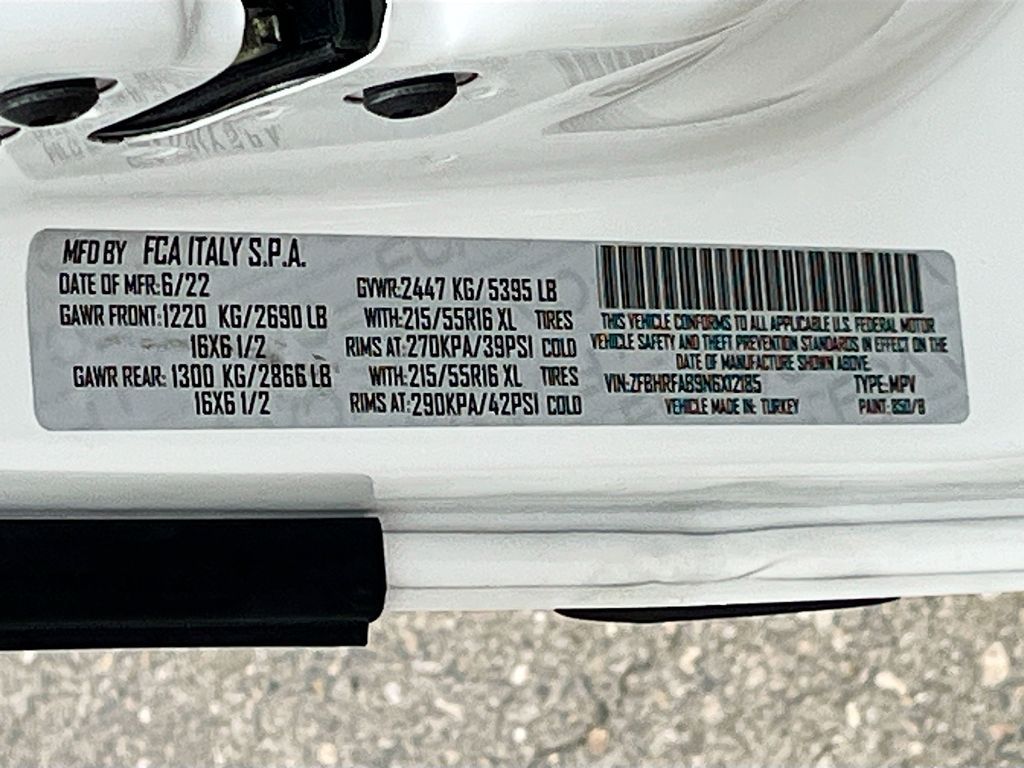 MFD BY FCA ITALY S.P.A.
DATE OF MFR: 6/22
GAWR FRONT: 1220 KG/2690 LB
16X6 1/2
GAWR REAR: 1300 KG/2866 LB
16X6 1/2
GVWR: 2447 KG/ 5395 LB
WITH: 215/55R16 XL TIRES
RIMS AT: 270KPA/39PSI COLD
WITH: 215/55R16 XL TIRES
RIMS AT: 290KPA/42PSI COLD
THIS VEHICLE CONFORMS TO ALL APPLICABLE U.S. FEDERAL MOTOR
VEHICLE SAFETY AND THEFT PREVENTION STANDARDS IN EFFECT ON THE
DATE OF MANUFACTURE SHOWN ABOVE.
VIN: ZFBHRFAB9N6X12185 TYPE: MPV
VEHICLE MADE IN: TURKEY PAINT: 850/B